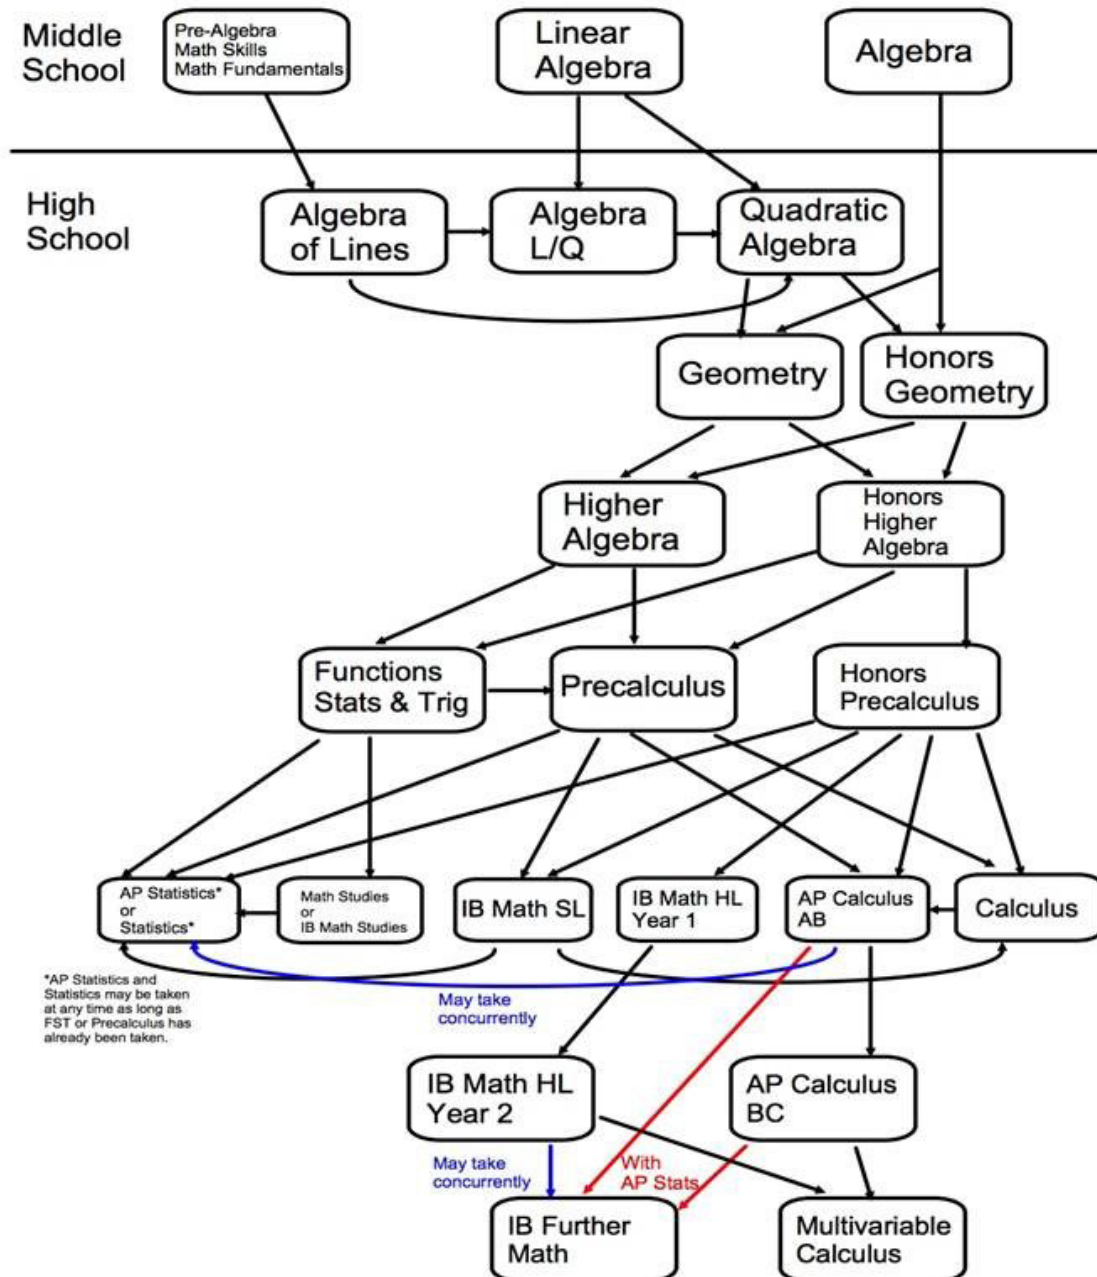 Middle
School
Pre-Algebra
Math Skills
Math Fundamentals
Linear
Algebra
Algebra
High
School
Algebra
of Lines
Algebra
L/Q
Quadratic
Algebra
Geometry
Honors
Geometry
Higher
Algebra
Honors
Higher
Algebra
Functions
Stats & Trig
Precalculus
Honors
Precalculus
AP Statistics*
or
Statistics*
Math Studies
or
IB Math Studies
IB Math SL
IB Math HL
Year 1
AP Calculus
AB
Calculus
*AP Statistics and
Statistics may be taken
at any time as long as
FST or Precalculus has
already been taken.
May take
concurrently
IB Math HL
Year 2
AP Calculus
BC
May take
concurrently
With
AP Stats
IB Further
Math
Multivariable
Calculus